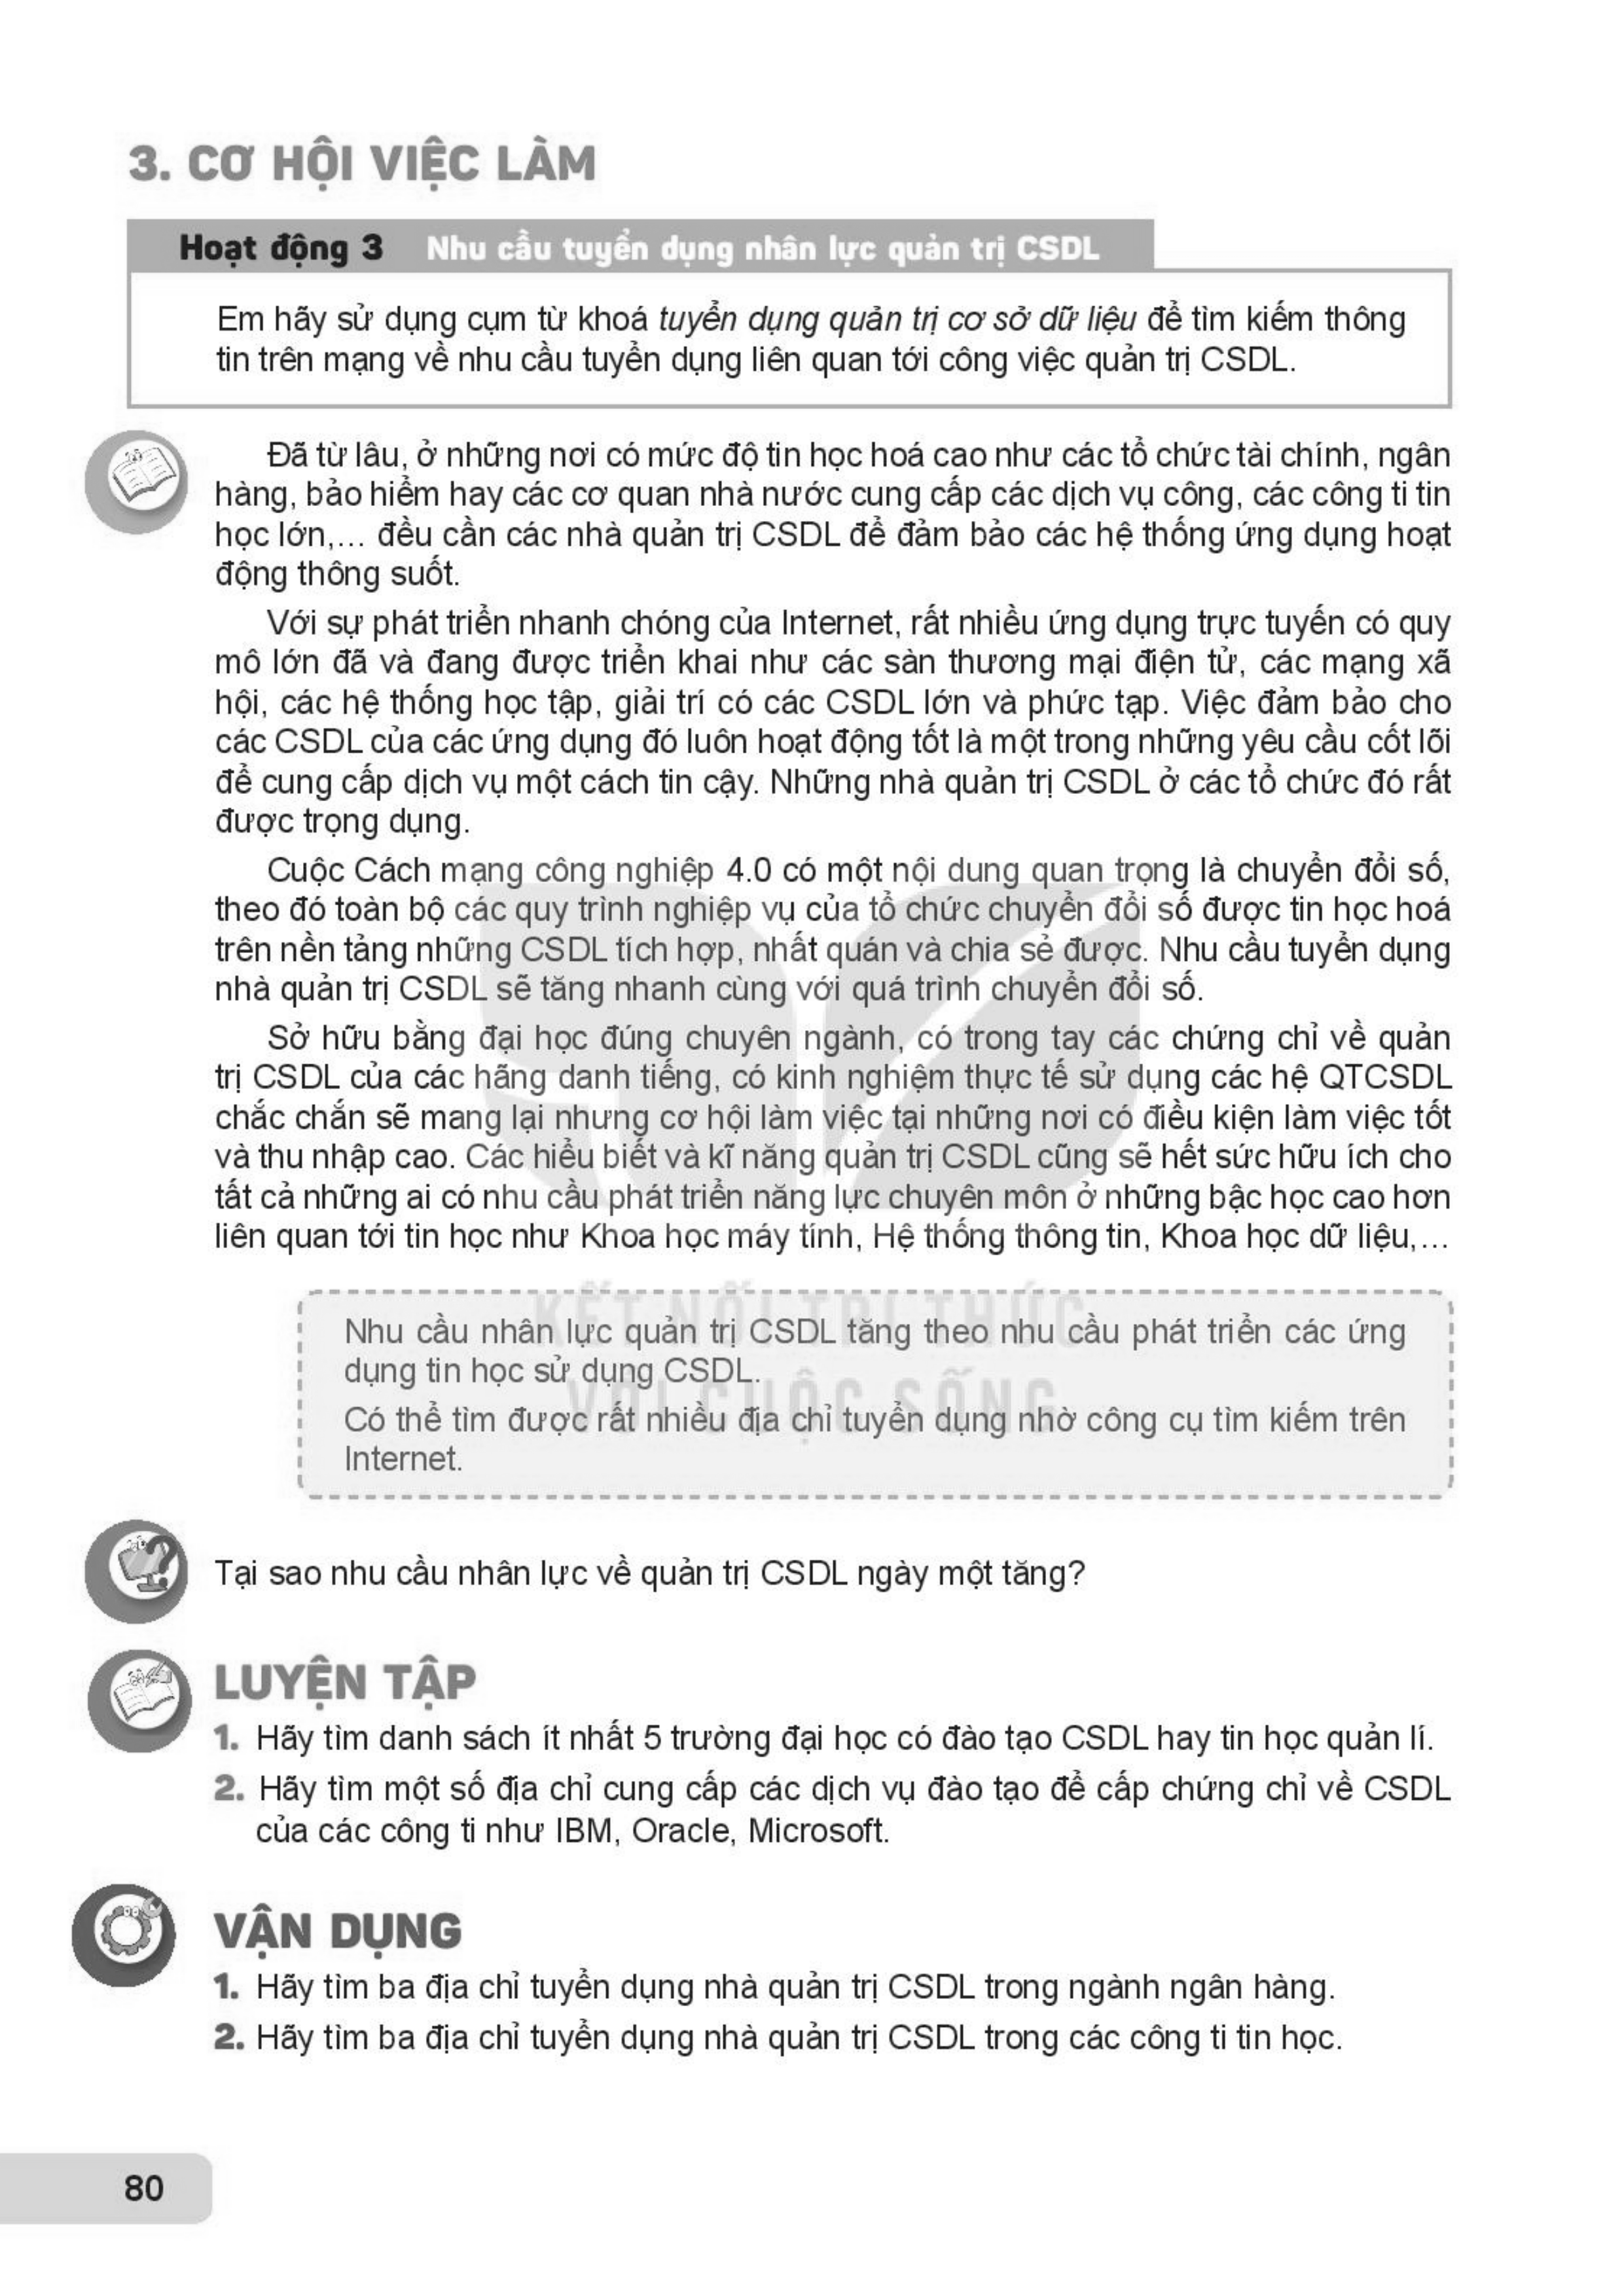 3. CƠ HỘI VIỆC LÀM
Hoạt động 3 Nhu cầu tuyển dụng nhân lực quản trị CSDL
Em hãy sử dụng cụm từ khoá tuyển dụng quản trị cơ sở dữ liệu để tìm kiếm thông
tin trên mạng về nhu cầu tuyển dụng liên quan tới công việc quản trị CSDL.
Đã từ lâu, ở những nơi có mức độ tin học hoá cao như các tổ chức tài chính, ngân
hàng, bảo hiểm hay các cơ quan nhà nước cung cấp các dịch vụ công, các công ti tin
học lớn,... đều cần các nhà quản trị CSDL để đảm bảo các hệ thống ứng dụng hoạt
động thông suốt.
Với sự phát triển nhanh chóng của Internet, rất nhiều ứng dụng trực tuyến có quy
mô lớn đã và đang được triển khai như các sàn thương mại điện tử, các mạng xã
hội, các hệ thống học tập, giải trí có các CSDL lớn và phức tạp. Việc đảm bảo cho
các CSDL của các ứng dụng đó luôn hoạt động tốt là một trong những yêu cầu cốt lõi
để cung cấp dịch vụ một cách tin cậy. Những nhà quản trị CSDL ở các tổ chức đó rất
được trọng dụng.
Cuộc Cách mạng công nghiệp 4.0 có một nội dung quan trọng là chuyển đổi số,
theo đó toàn bộ các quy trình nghiệp vụ của tổ chức chuyển đổi số được tin học hoá
trên nền tảng những CSDL tích hợp, nhất quán và chia sẻ được. Nhu cầu tuyển dụng
nhà quản trị CSDL sẽ tăng nhanh cùng với quá trình chuyển đổi số.
Sở hữu bằng đại học đúng chuyên ngành, có trong tay các chứng chỉ về quản
trị CSDL của các hãng danh tiếng, có kinh nghiệm thực tế sử dụng các hệ QTCSDL
chắc chắn sẽ mang lại nhưng cơ hội làm việc tại những nơi có điều kiện làm việc tốt
và thu nhập cao. Các hiểu biết và kĩ năng quản trị CSDL cũng sẽ hết sức hữu ích cho
tất cả những ai có nhu cầu phát triển năng lực chuyên môn ở những bậc học cao hơn
liên quan tới tin học như Khoa học máy tính, Hệ thống thông tin, Khoa học dữ liệu,...
KẾT NỐI TRI THỨC
VỚI CUỘC SỐNG
Nhu cầu nhân lực quản trị CSDL tăng theo nhu cầu phát triển các ứng
dụng tin học sử dụng CSDL.
Có thể tìm được rất nhiều địa chỉ tuyển dụng nhờ công cụ tìm kiếm trên
Internet.
Tại sao nhu cầu nhân lực về quản trị CSDL ngày một tăng?
LUYỆN TẬP
1. Hãy tìm danh sách ít nhất 5 trường đại học có đào tạo CSDL hay tin học quản lí.
2. Hãy tìm một số địa chỉ cung cấp các dịch vụ đào tạo để cấp chứng chỉ về CSDL
của các công ti như IBM, Oracle, Microsoft.
VẬN DỤNG
1. Hãy tìm ba địa chỉ tuyển dụng nhà quản trị CSDL trong ngành ngân hàng.
2. Hãy tìm ba địa chỉ tuyển dụng nhà quản trị CSDL trong các công ti tin học.
80